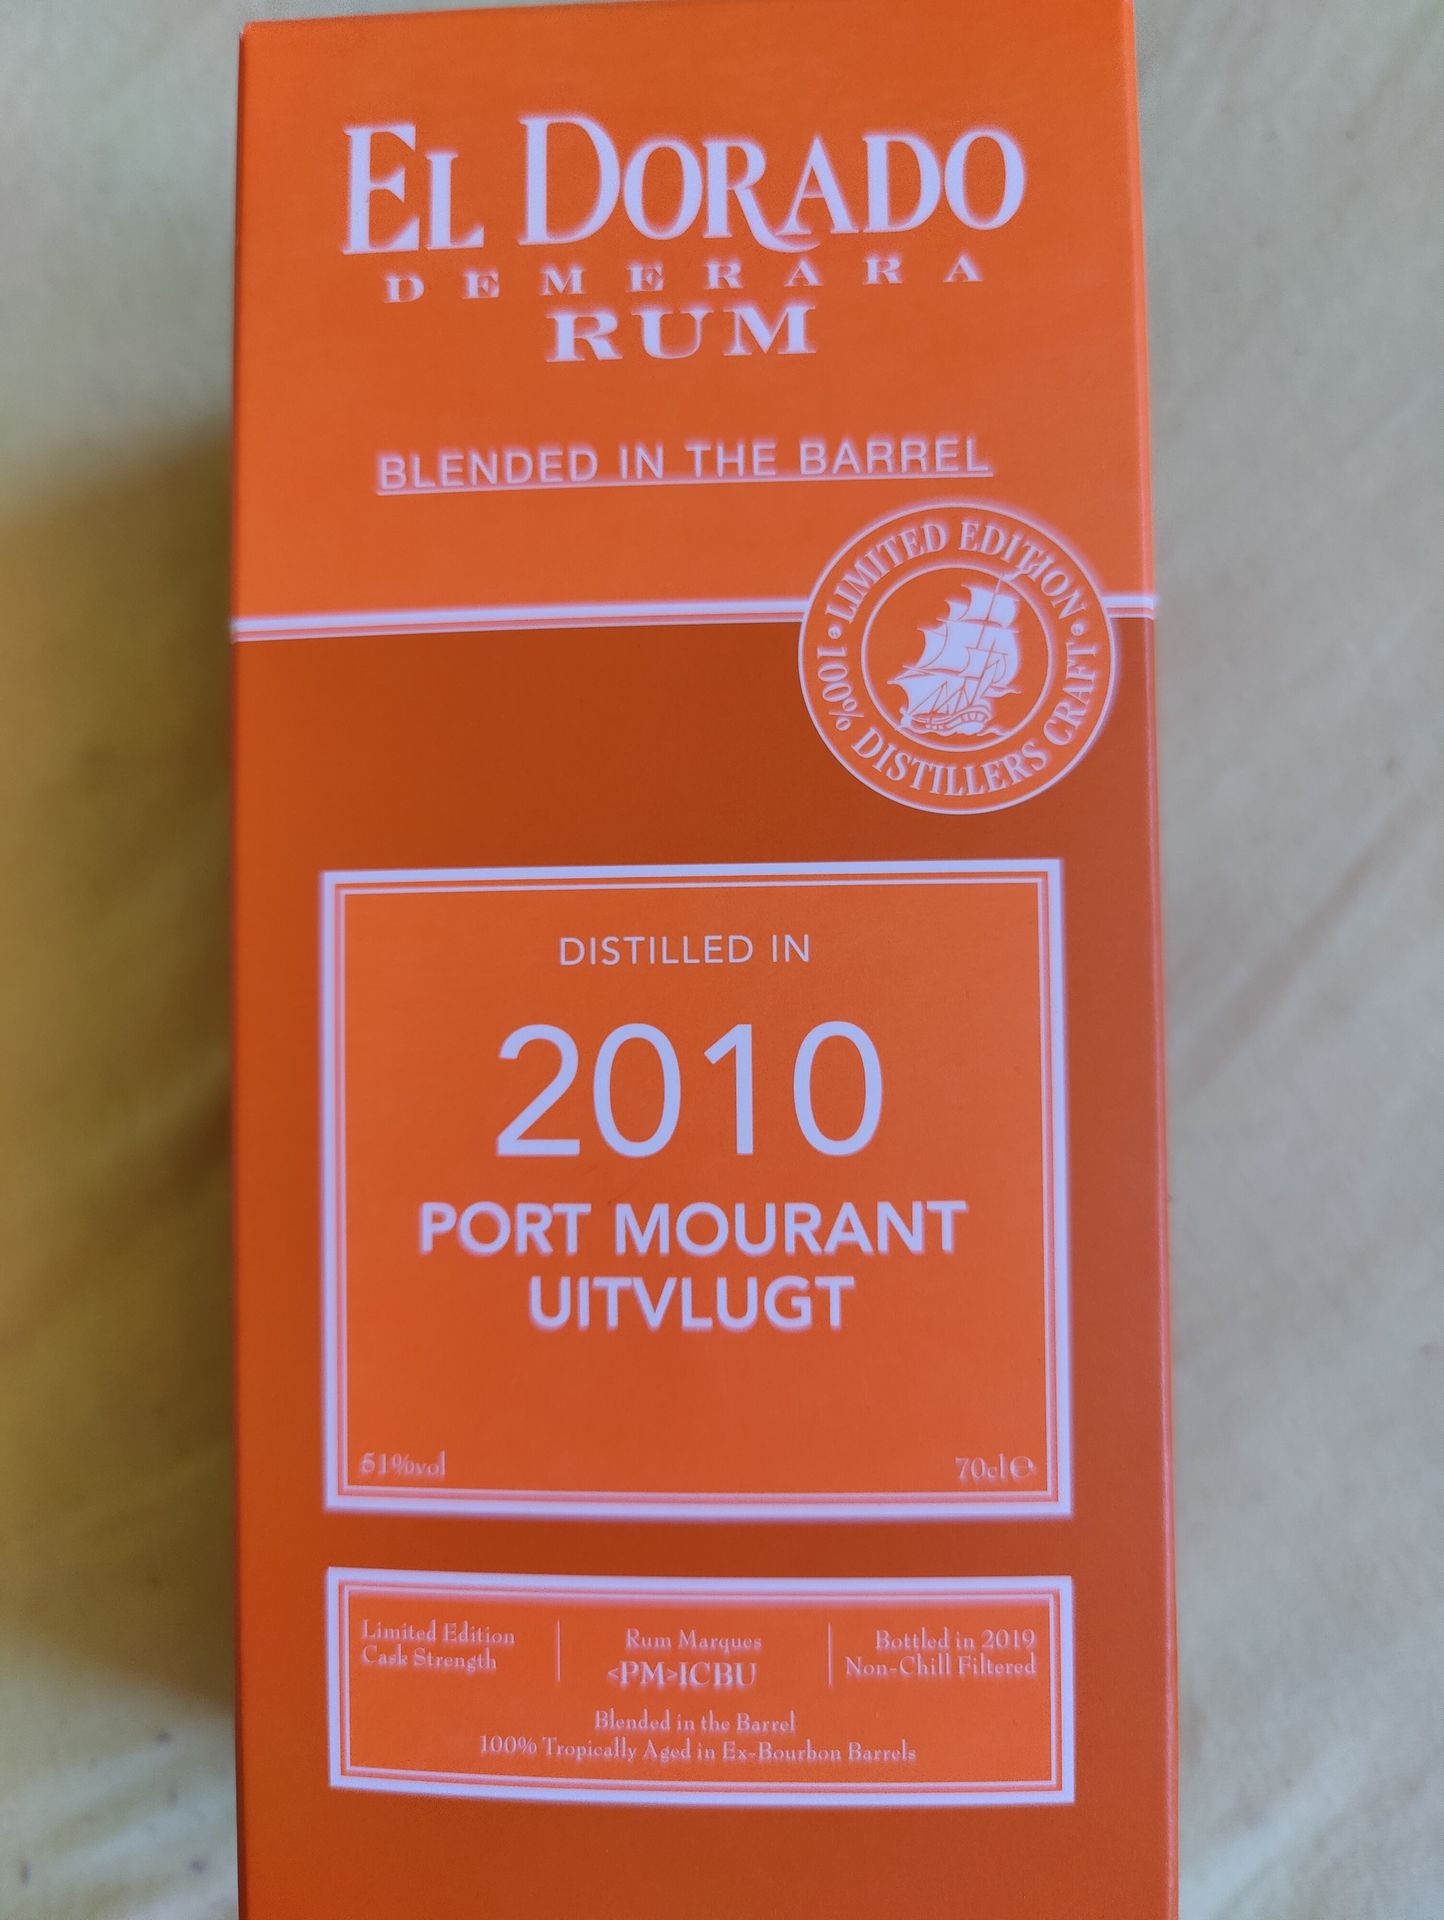 EL DORADO
DEMERARA
RUM
BLENDED IN THE BARREL
LIMITED EDITION
100% DISTILLERS CRAFT
DISTILLED IN
2010
PORT MOURANT
UITVLUGT
51%vol 70cl℮
Limited Edition Rum Marques Bottled in 2019
Cask Strength <PM>ICBU Non-Chill Filtered
Blended in the Barrel
100% Tropically Aged in Ex-Bourbon Barrels